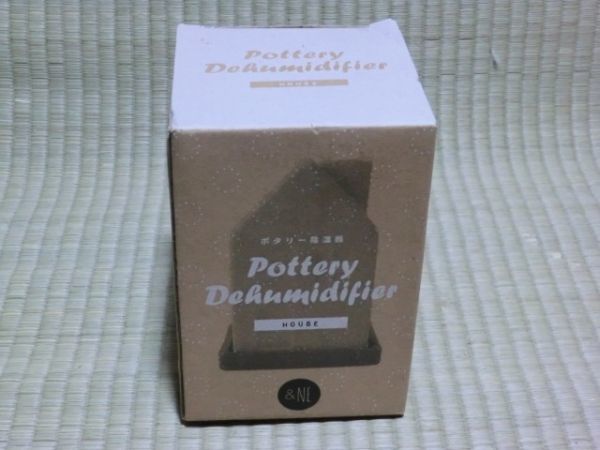 Pottery
Dehumidifier
HOUSE
ポタリー除湿器
Pottery
Dehumidifier
HOUSE
&NE